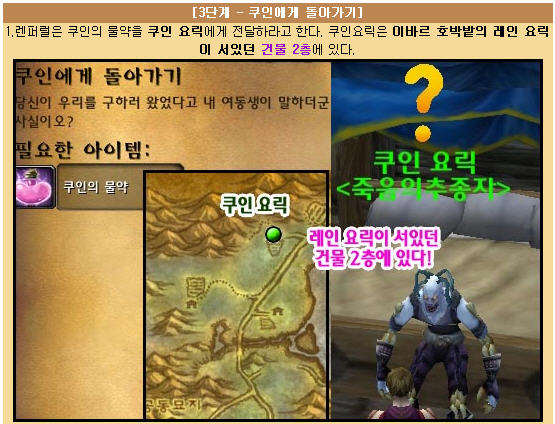 [3단계 - 쿠인에게 돌아가기]
1.렌퍼럴은 쿠인의 물약을 쿠인 요릭에게 전달하라고 한다. 쿠인요릭은 이바르 호박밭의 레인 요릭
이 서있던 건물 2층에 있다.
쿠인에게 돌아가기
당신이 우리를 구하러 왔었다고 내 여동생이 말하더군
사실이오?
필요한 아이템:
쿠인의 물약
쿠인 요릭
<죽음의추종자>
쿠인 요릭
레인 요릭이 서있던
건물 2층에 있다!
공동묘지